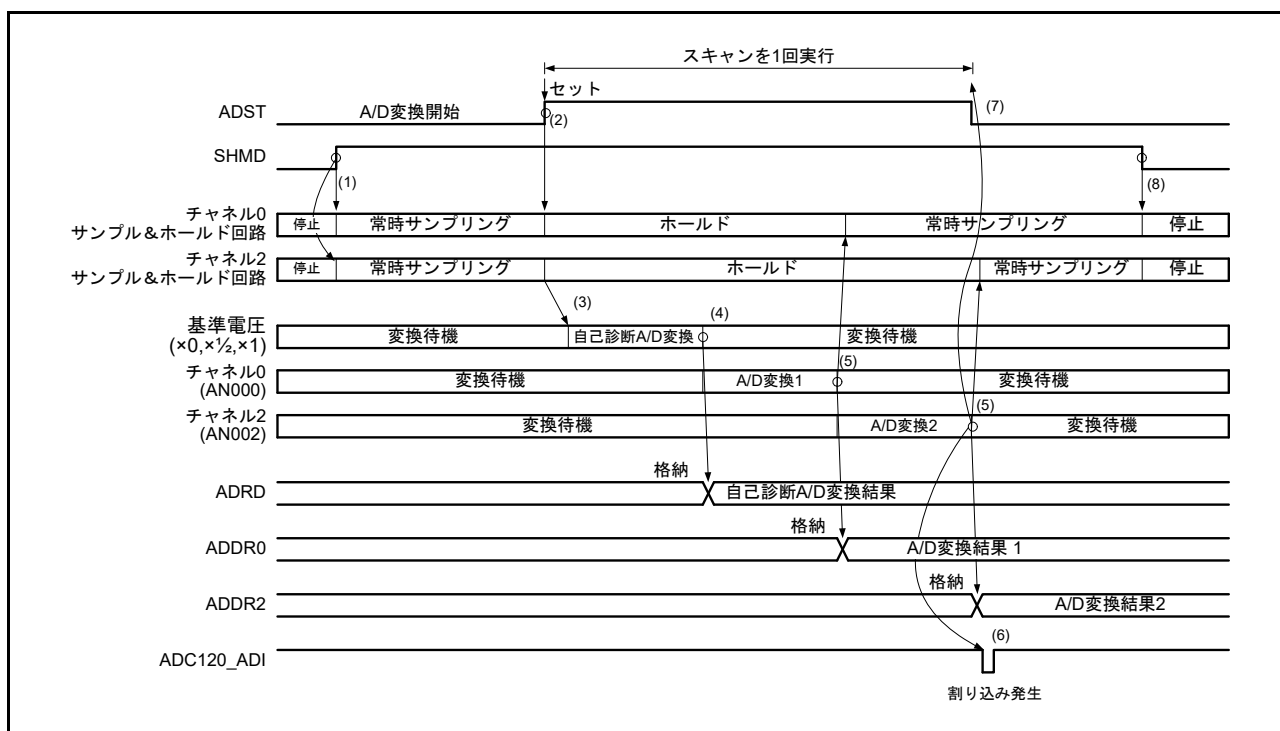 スキャンを1回実行
セット
ADST
A/D変換開始
(2)
(7)
SHMD
(1)
(8)
チャネル0
サンプル&ホールド回路
停止
常時サンプリング
ホールド
常時サンプリング
停止
チャネル2
サンプル&ホールド回路
停止
常時サンプリング
ホールド
常時サンプリング
停止
(3)
(4)
基準電圧
(×0,×½,×1)
変換待機
自己診断A/D変換
変換待機
チャネル0
(AN000)
変換待機
A/D変換1
(5)
変換待機
チャネル2
(AN002)
変換待機
A/D変換2
(5)
変換待機
格納
ADRD
自己診断A/D変換結果
格納
ADDR0
A/D変換結果 1
格納
ADDR2
A/D変換結果2
ADC120_ADI
(6)
割り込み発生